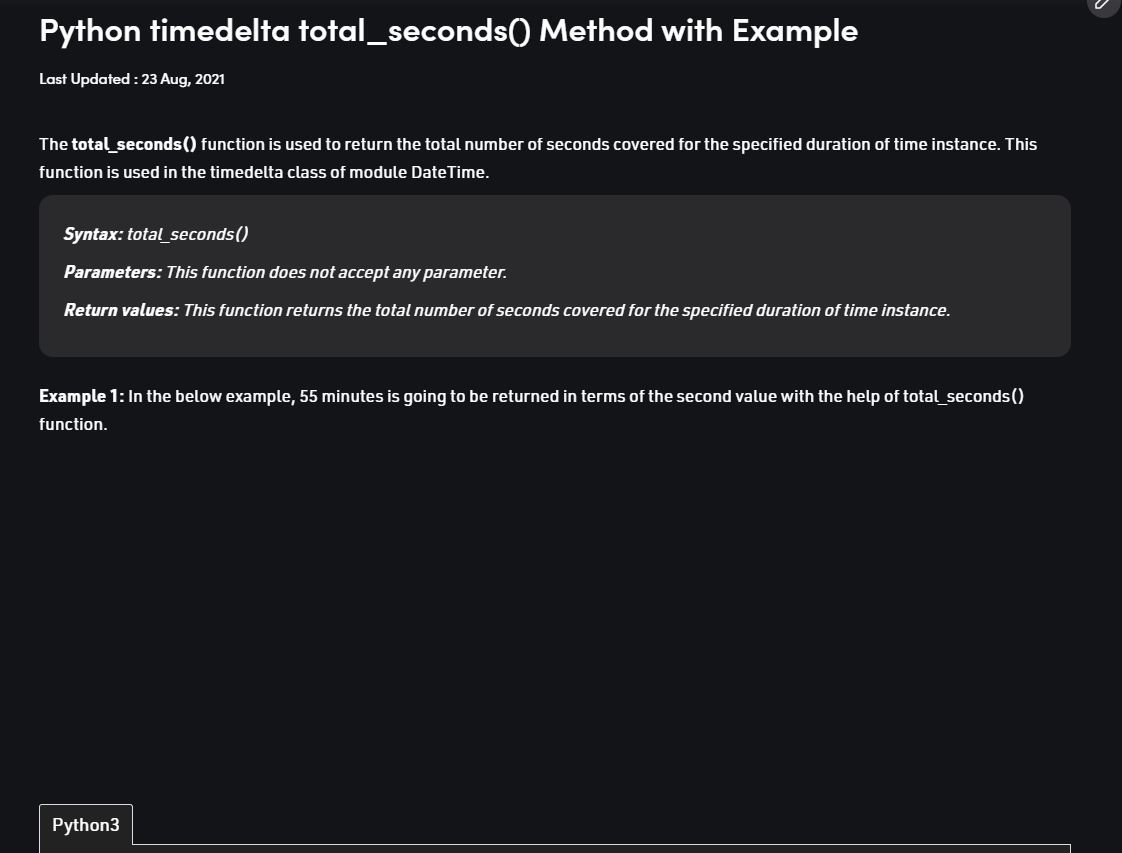 Python timedelta total_seconds() Method with Example
Last Updated : 23 Aug, 2021
The total_seconds() function is used to return the total number of seconds covered for the specified duration of time instance. This
function is used in the timedelta class of module DateTime.
Syntax: total_seconds()
Parameters: This function does not accept any parameter.
Return values: This function returns the total number of seconds covered for the specified duration of time instance.
Example 1: In the below example, 55 minutes is going to be returned in terms of the second value with the help of total_seconds()
function.
Python3